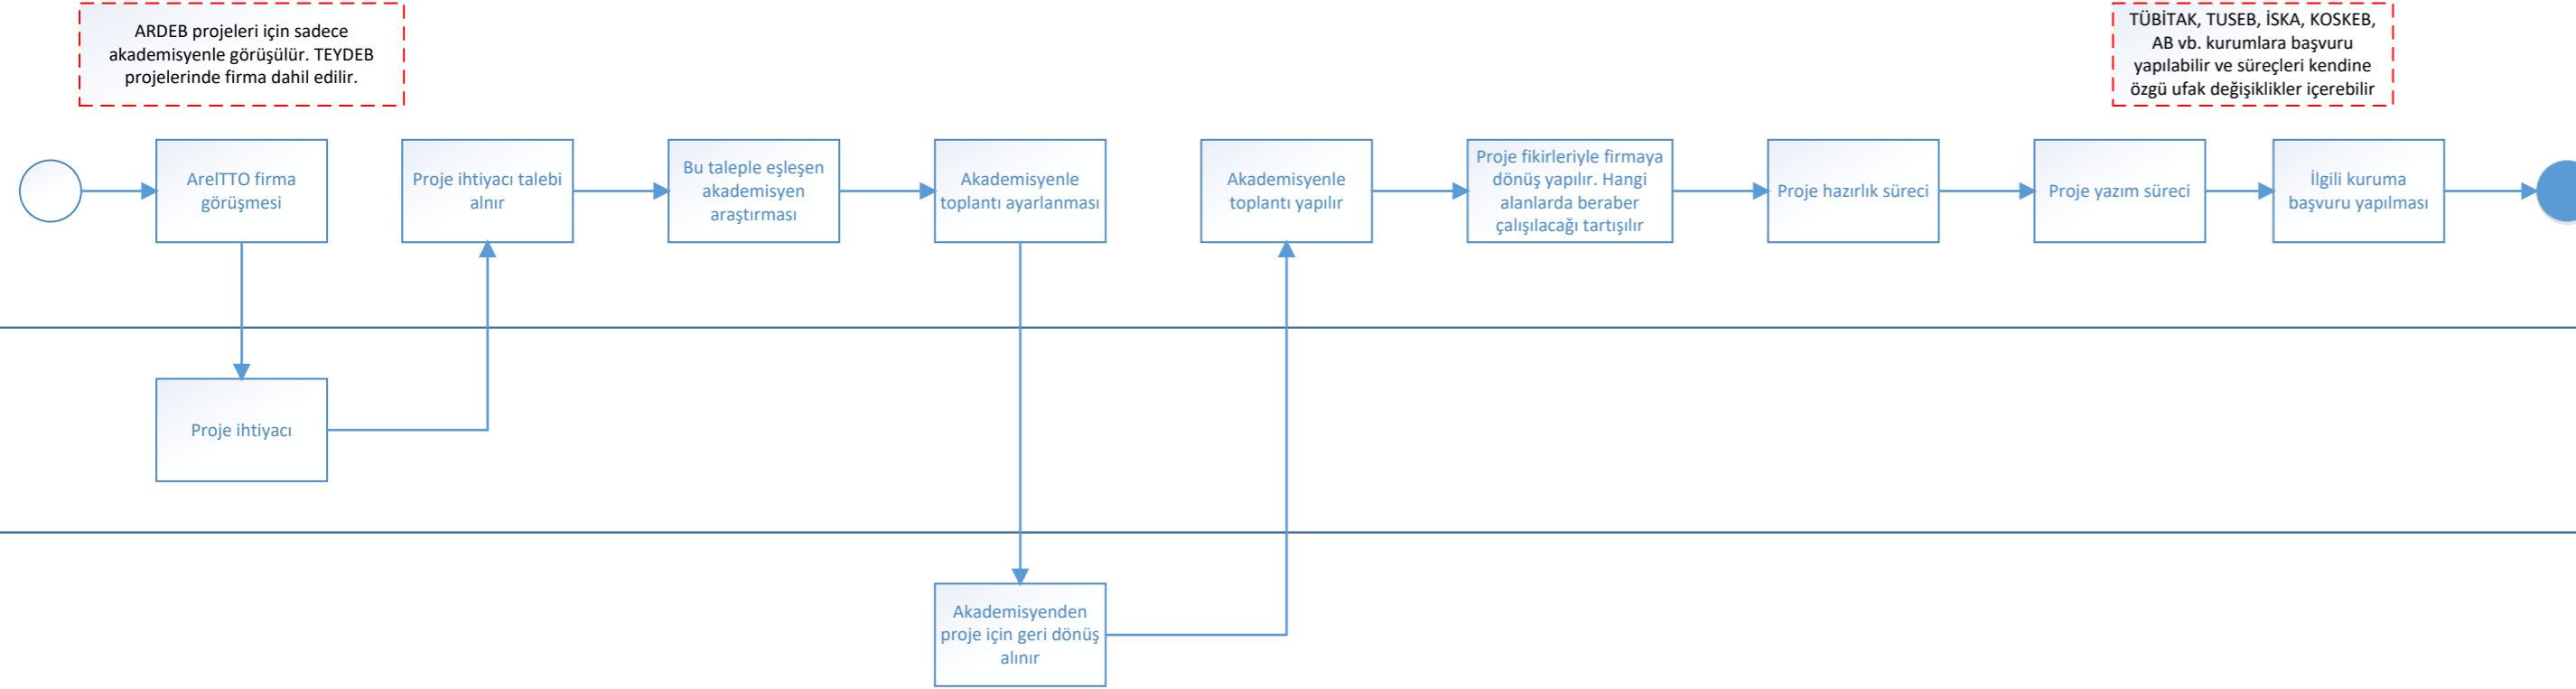 ARDEB projeleri için sadece
akademisyenle görüşülür. TEYDEB
projelerinde firma dahil edilir.
TÜBİTAK, TUSEB, İSKA, KOSKEB,
AB vb. kurumlara başvuru
yapılabilir ve süreçleri kendine
özgü ufak değişiklikler içerebilir
ArelTTO firma
görüşmesi
Proje ihtiyacı talebi
alnır
Bu taleple eşleşen
akademisyen
araştırması
Akademisyenle
toplantı ayarlanması
Akademisyenle
toplantı yapılır
Proje fikirleriyle firmaya
dönüş yapılır. Hangi
alanlarda beraber
çalışılacağı tartışılır
Proje hazırlık süreci
Proje yazım süreci
İlgili kuruma
başvuru yapılması
Proje ihtiyacı
Akademisyenden
proje için geri dönüş
alınır